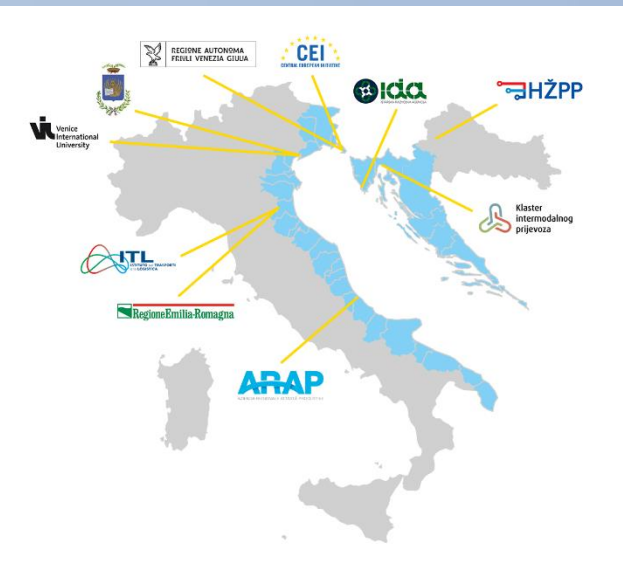 REGIONE AUTONOMA
FRIULI VENEZIA GIULIA
CEI
CENTRAL EUROPEAN INITIATIVE
ida
HŽPP
Venice
International
University
Klaster
intermodalnog
prijevoza
ITL
RegioneEmilia-Romagna
ARAP